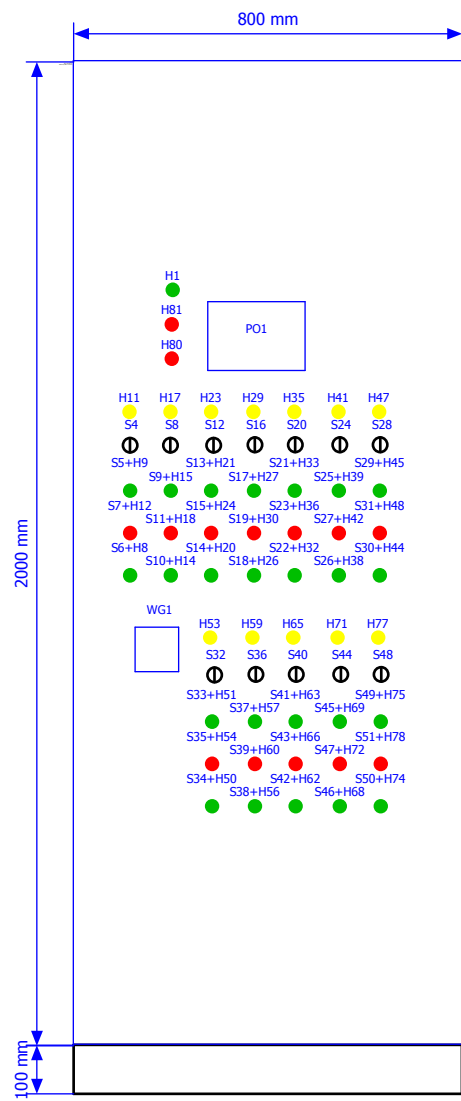 800 mm
H1
H81
PO1
H80
H11 H17 H23 H29 H35 H41 H47
S4 S8 S12 S16 S20 S24 S28
S5+H9 S13+H21 S21+H33 S29+H45
S9+H15 S17+H27 S25+H39
S7+H12 S15+H24 S23+H36 S31+H48
S11+H18 S19+H30 S27+H42
S6+H8 S14+H20 S22+H32 S30+H44
S10+H14 S18+H26 S26+H38
2000 mm
WG1
H53 H59 H65 H71 H77
S32 S36 S40 S44 S48
S33+H51 S41+H63 S49+H75
S37+H57 S45+H69
S35+H54 S43+H66 S51+H78
S39+H60 S47+H72
S34+H50 S42+H62 S50+H74
S38+H56 S46+H68
100 mm